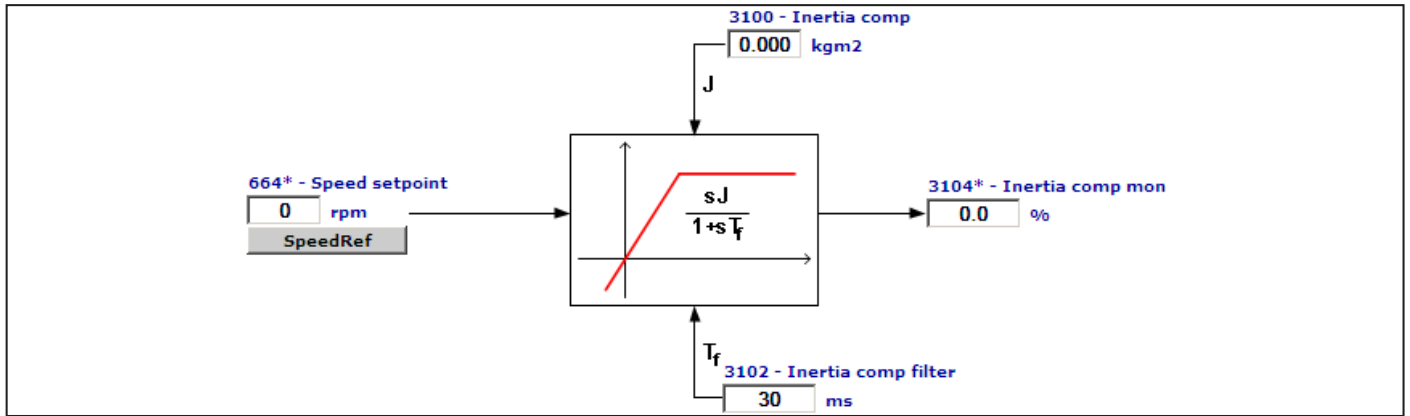 3100 - Inertia comp
0.000 kgm2
J
664* - Speed setpoint
0 rpm
SpeedRef
sJ
1+sTf
3104* - Inertia comp mon
0.0 %
Tf
3102 - Inertia comp filter
30 ms